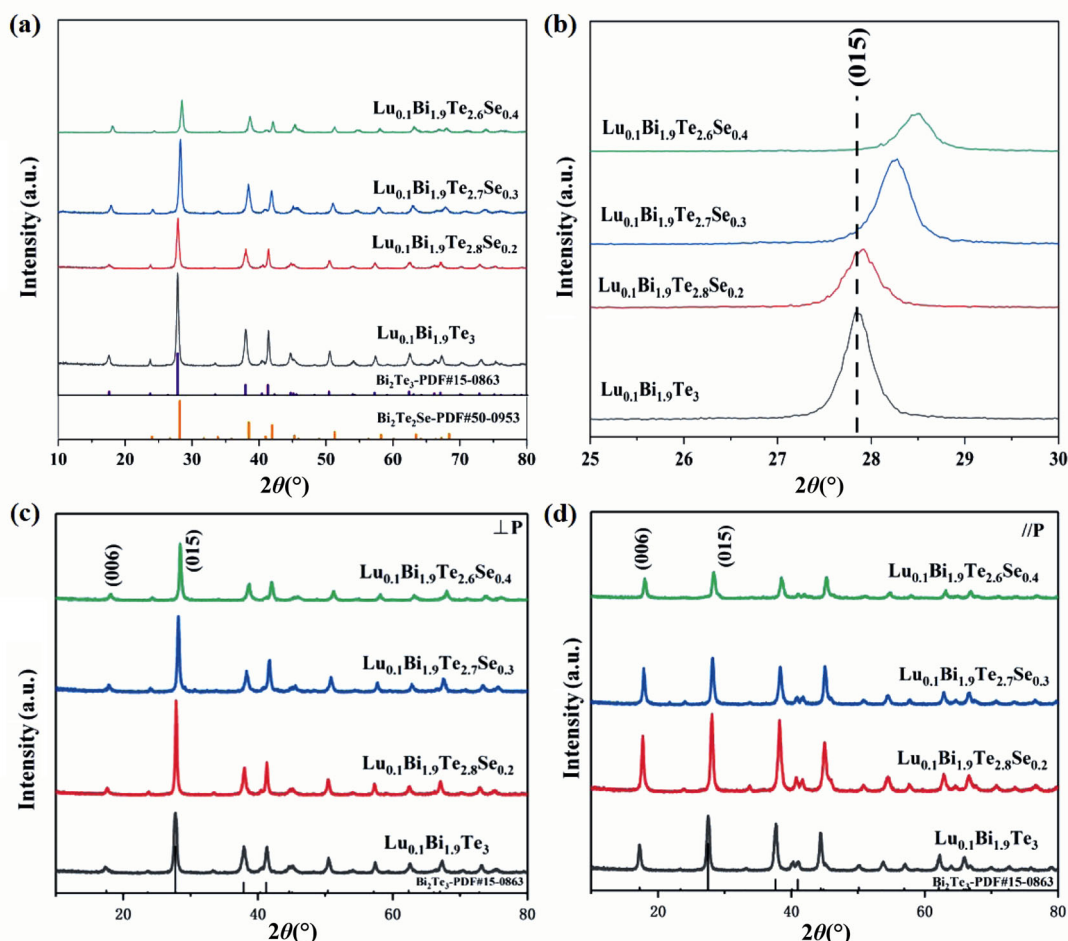 (a)
Intensity (a.u.)
Lu0.1Bi1.9Te2.6Se0.4
Lu0.1Bi1.9Te2.7Se0.3
Lu0.1Bi1.9Te2.8Se0.2
Lu0.1Bi1.9Te3
Bi2Te3-PDF#15-0863
Bi2Te2Se-PDF#50-0953
10 20 30 40 50 60 70 80
2θ(°)
(b)
Intensity (a.u.)
(015)
Lu0.1Bi1.9Te2.6Se0.4
Lu0.1Bi1.9Te2.7Se0.3
Lu0.1Bi1.9Te2.8Se0.2
Lu0.1Bi1.9Te3
25 26 27 28 29 30
2θ(°)
(c)
⊥P
Intensity (a.u.)
(006)
(015)
Lu0.1Bi1.9Te2.6Se0.4
Lu0.1Bi1.9Te2.7Se0.3
Lu0.1Bi1.9Te2.8Se0.2
Lu0.1Bi1.9Te3
Bi2Te3-PDF#15-0863
20 40 60 80
2θ(°)
(d)
//P
Intensity (a.u.)
(006)
(015)
Lu0.1Bi1.9Te2.6Se0.4
Lu0.1Bi1.9Te2.7Se0.3
Lu0.1Bi1.9Te2.8Se0.2
Lu0.1Bi1.9Te3
Bi2Te3-PDF#15-0863
20 40 60 80
2θ(°)